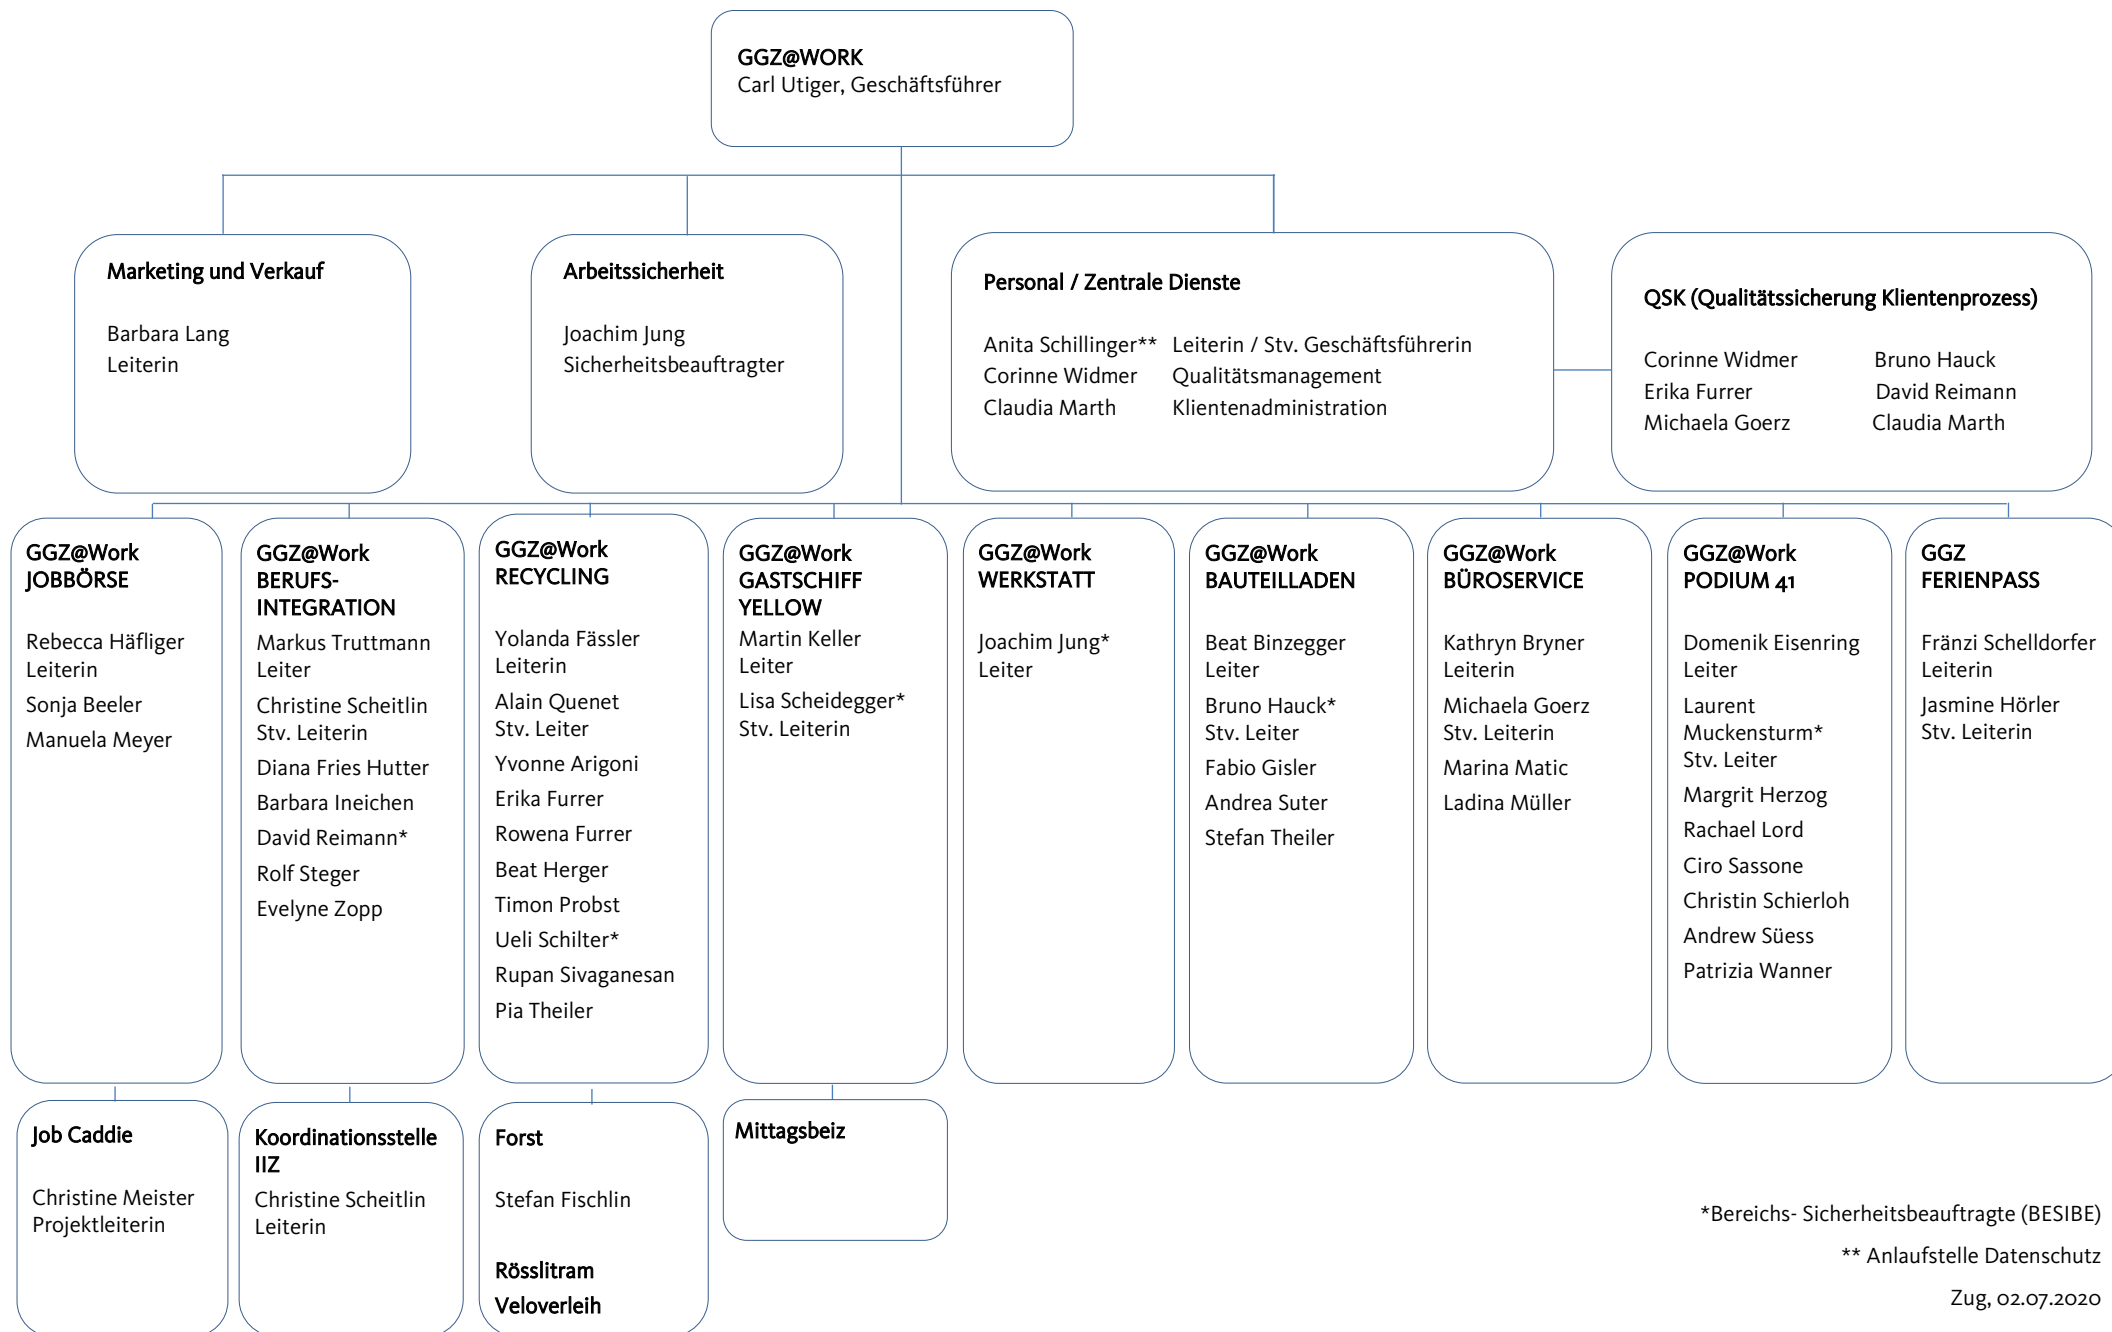 GGZ@WORK
Carl Utiger, Geschäftsführer
Marketing und Verkauf
Barbara Lang
Leiterin
Arbeitssicherheit
Joachim Jung
Sicherheitsbeauftragter
Personal / Zentrale Dienste
Anita Schillinger** Leiterin / Stv. Geschäftsführerin
Corinne Widmer Qualitätsmanagement
Claudia Marth Klientenadministration
QSK (Qualitätssicherung Klientenprozess)
Corinne Widmer Bruno Hauck
Erika Furrer David Reimann
Michaela Goerz Claudia Marth
GGZ@Work
JOBBÖRSE
Rebecca Häfliger
Leiterin
Sonja Beeler
Manuela Meyer
GGZ@Work
BERUFS-
INTEGRATION
Markus Truttmann
Leiter
Christine Scheitlin
Stv. Leiterin
Diana Fries Hutter
Barbara Ineichen
David Reimann*
Rolf Steger
Evelyne Zopp
GGZ@Work
RECYCLING
Yolanda Fässler
Leiterin
Alain Quenet
Stv. Leiter
Yvonne Arigoni
Erika Furrer
Rowena Furrer
Beat Herger
Timon Probst
Ueli Schilter*
Rupan Sivaganesan
Pia Theiler
GGZ@Work
GASTSCHIFF
YELLOW
Martin Keller
Leiter
Lisa Scheidegger*
Stv. Leiterin
GGZ@Work
WERKSTATT
Joachim Jung*
Leiter
GGZ@Work
BAUTEILLADEN
Beat Binzegger
Leiter
Bruno Hauck*
Stv. Leiter
Fabio Gisler
Andrea Suter
Stefan Theiler
GGZ@Work
BÜROSERVICE
Kathryn Bryner
Leiterin
Michaela Goerz
Stv. Leiterin
Marina Matic
Ladina Müller
GGZ@Work
PODIUM 41
Domenik Eisenring
Leiter
Laurent
Muckensturm*
Stv. Leiter
Margrit Herzog
Rachael Lord
Ciro Sassone
Christin Schierloh
Andrew Süess
Patrizia Wanner
GGZ
FERIENPASS
Fränzi Schelldorfer
Leiterin
Jasmine Hörler
Stv. Leiterin
Job Caddie
Christine Meister
Projektleiterin
Koordinationsstelle
IIZ
Christine Scheitlin
Leiterin
Forst
Stefan Fischlin
Rösslitram
Veloverleih
Mittagsbeiz
*Bereichs- Sicherheitsbeauftragte (BESIBE)
** Anlaufstelle Datenschutz
Zug, 02.07.2020